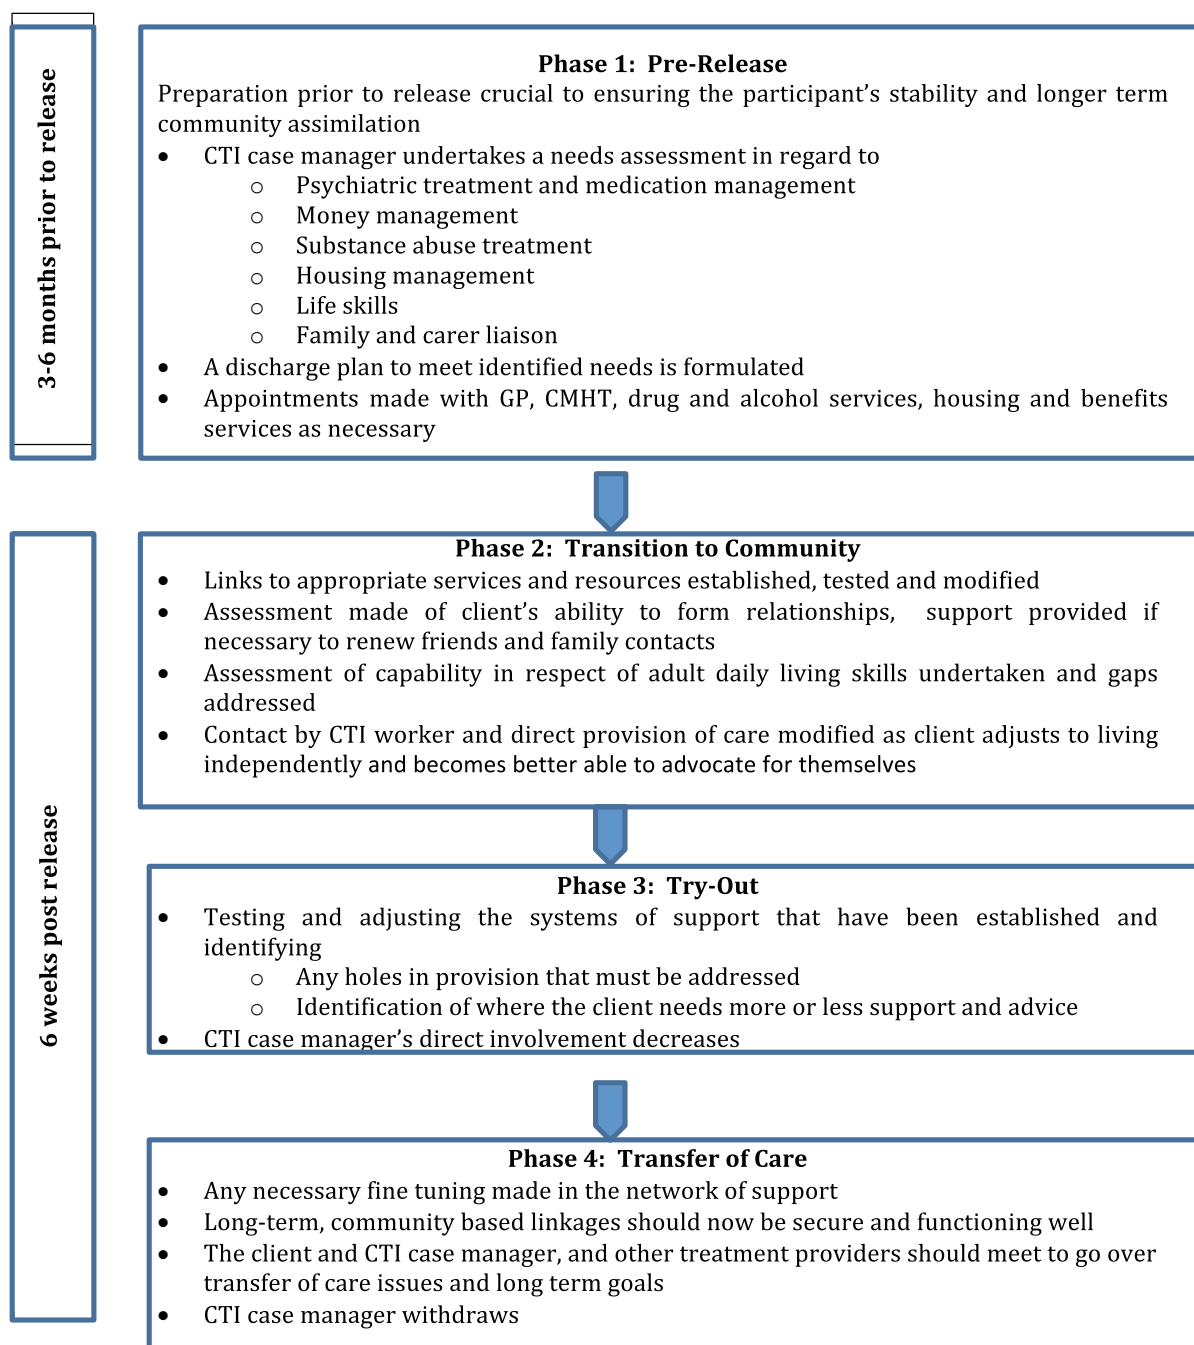 3-6 months prior to release
Phase 1:  Pre-Release
Preparation prior to release crucial to ensuring the participant’s stability and longer term
community assimilation
• CTI case manager undertakes a needs assessment in regard to
o Psychiatric treatment and medication management
o Money management
o Substance abuse treatment
o Housing management
o Life skills
o Family and carer liaison
• A discharge plan to meet identified needs is formulated
• Appointments made with GP, CMHT, drug and alcohol services, housing and benefits
services as necessary
6 weeks post release
Phase 2:  Transition to Community
• Links to appropriate services and resources established, tested and modified
• Assessment made of client’s ability to form relationships,  support provided if
necessary to renew friends and family contacts
• Assessment of capability in respect of adult daily living skills undertaken and gaps
addressed
• Contact by CTI worker and direct provision of care modified as client adjusts to living
independently and becomes better able to advocate for themselves
Phase 3:  Try-Out
• Testing and adjusting the systems of support that have been established and
identifying
o Any holes in provision that must be addressed
o Identification of where the client needs more or less support and advice
• CTI case manager’s direct involvement decreases
Phase 4:  Transfer of Care
• Any necessary fine tuning made in the network of support
• Long-term, community based linkages should now be secure and functioning well
• The client and CTI case manager, and other treatment providers should meet to go over
transfer of care issues and long term goals
• CTI case manager withdraws